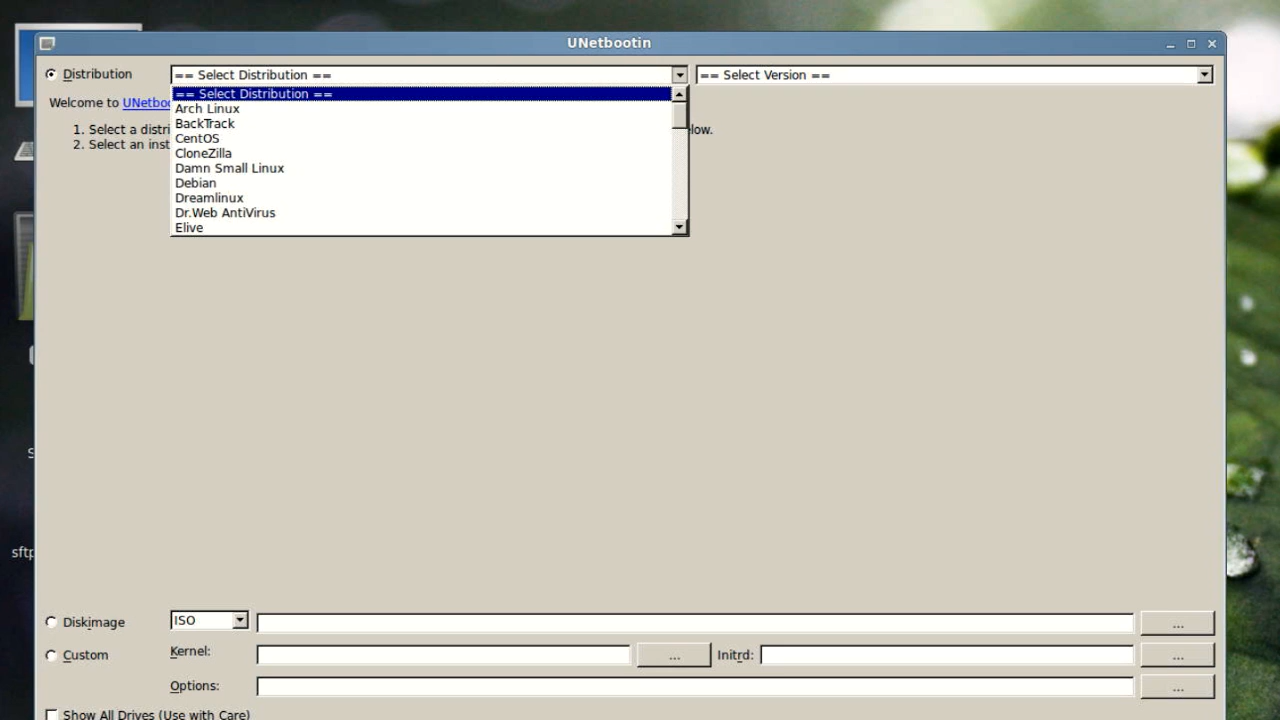 UNetbootin
Distribution
== Select Distribution ==
== Select Version ==
== Select Distribution ==
Arch Linux
BackTrack
CentOS
CloneZilla
Damn Small Linux
Debian
Dreamlinux
Dr.Web AntiVirus
Elive
Welcome to UNetboo
1. Select a distri
low.
2. Select an inst
S
sftp
Diskimage
ISO
...
Custom
Kernel:
...
Initrd:
...
Options:
...
Show All Drives (Use with Care)